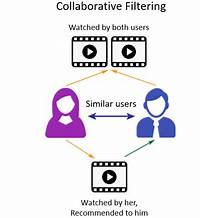 Collaborative Filtering
Watched by both users
Similar users
Watched by her,
Recommended to him